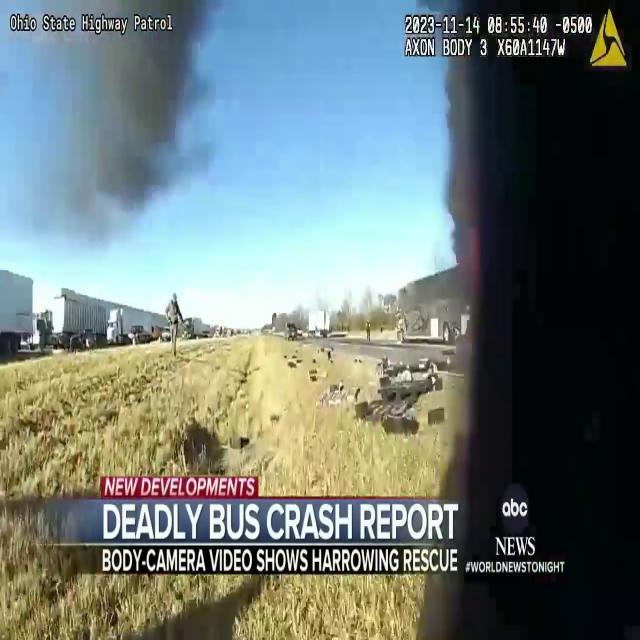 Ohio State Highway Patrol
2023-11-14 08:55:40 -0500
AXON BODY 3 X60A1147W
NEW DEVELOPMENTS
DEADLY BUS CRASH REPORT
BODY-CAMERA VIDEO SHOWS HARROWING RESCUE
abc
NEWS
#WORLDNEWSTONIGHT